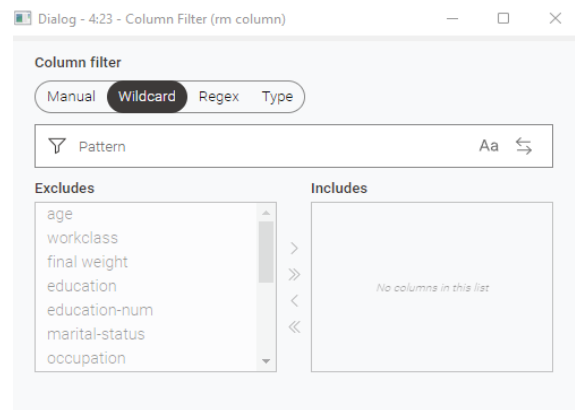 Dialog - 4:23 - Column Filter (rm column)
Column filter
Manual Wildcard Regex Type
Pattern Aa
Excludes Includes
age
workclass
final weight
education
education-num
marital-status
occupation
No columns in this list